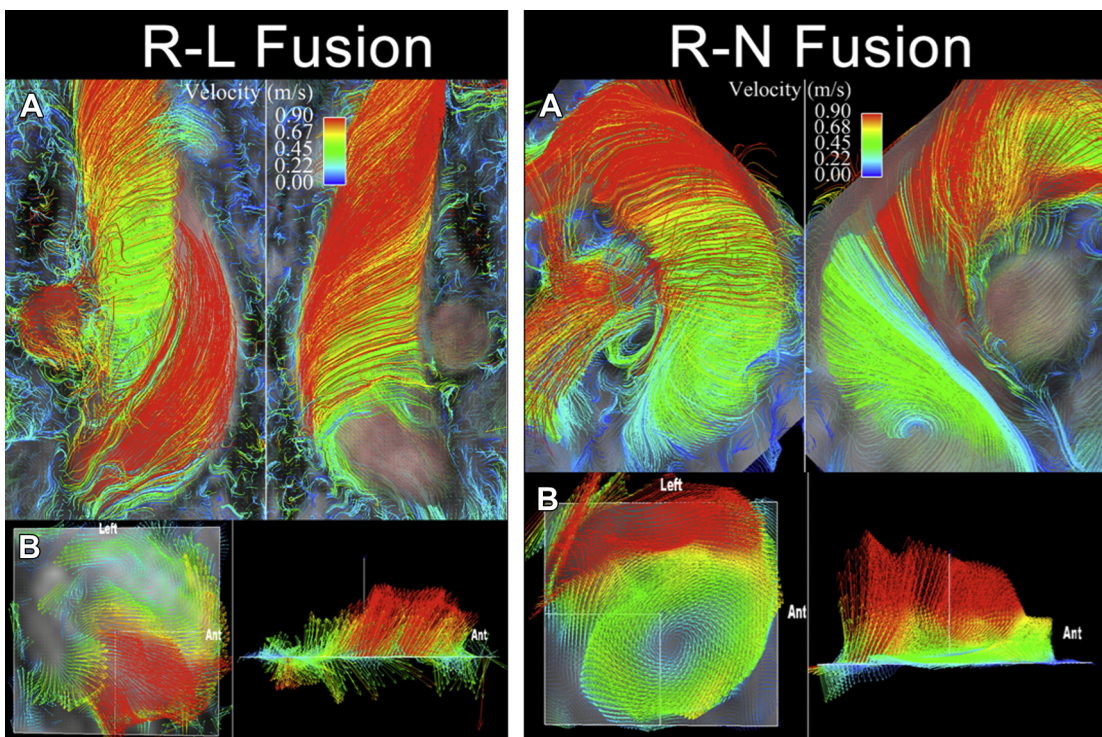 R-L Fusion
A
Velocity (m/s)
0.90
0.67
0.45
0.22
0.00
B
Left
Ant
Ant
R-N Fusion
A
Velocity (m/s)
0.90
0.68
0.45
0.22
0.00
B
Left
Ant
Ant